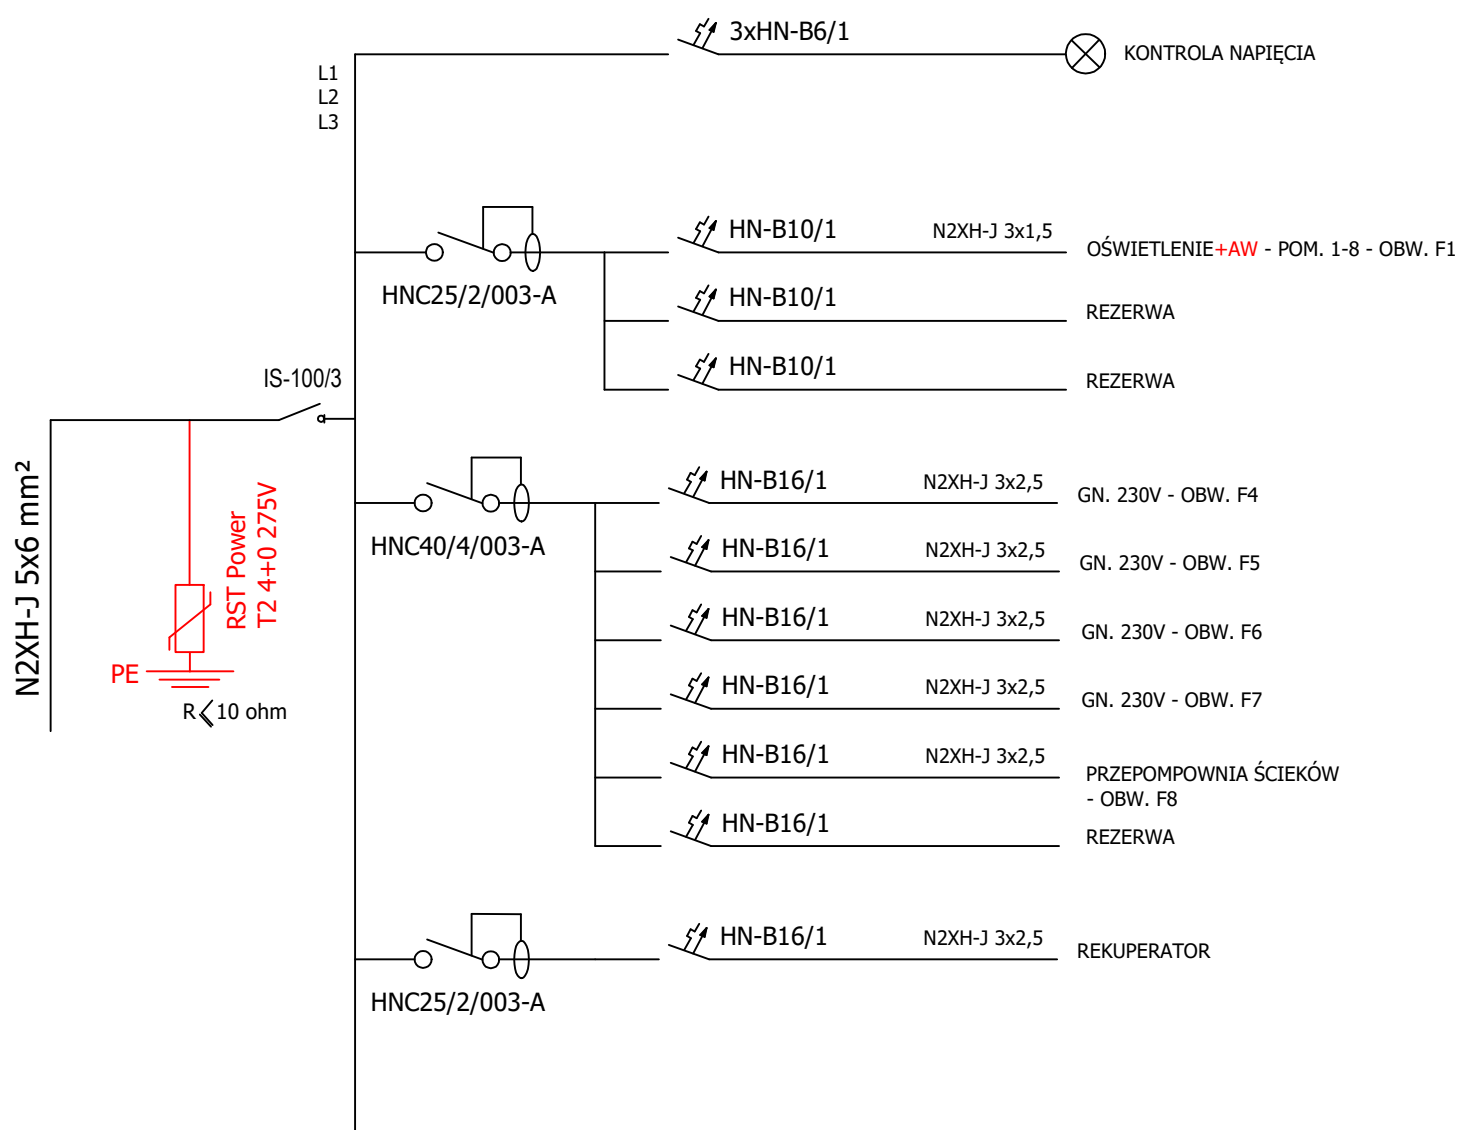 3xHN-B6/1
KONTROLA NAPIĘCIA
L1
L2
L3
HN-B10/1
N2XH-J 3x1,5
OŚWIETLENIE+AW - POM. 1-8 - OBW. F1
HNC25/2/003-A
HN-B10/1
REZERWA
HN-B10/1
REZERWA
IS-100/3
N2XH-J 5x6 mm²
RST Power
T2 4+0 275V
PE
R ⩽ 10 ohm
HN-B16/1
N2XH-J 3x2,5
GN. 230V - OBW. F4
HNC40/4/003-A
HN-B16/1
N2XH-J 3x2,5
GN. 230V - OBW. F5
HN-B16/1
N2XH-J 3x2,5
GN. 230V - OBW. F6
HN-B16/1
N2XH-J 3x2,5
GN. 230V - OBW. F7
HN-B16/1
N2XH-J 3x2,5
PRZEPOMPOWNIA ŚCIEKÓW
- OBW. F8
HN-B16/1
REZERWA
HN-B16/1
N2XH-J 3x2,5
REKUPERATOR
HNC25/2/003-A